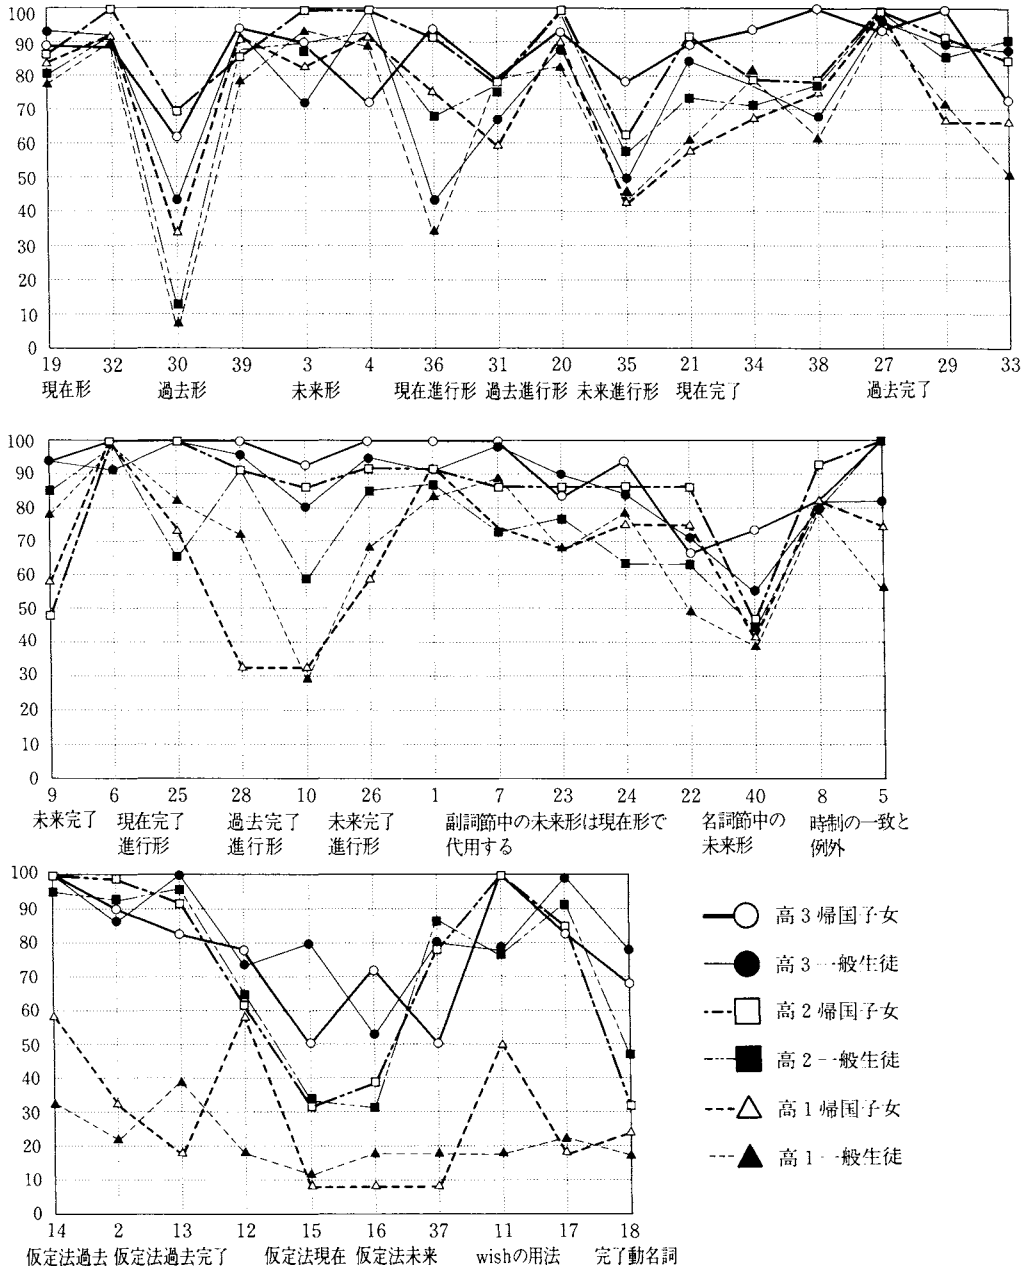 100
90
80
70
60
50
40
30
20
10
0
19 32 30 39 3 4 36 31 20 35 21 34 38 27 29 33
現在形 過去形 未来形 現在進行形 過去進行形 未来進行形 現在完了 過去完了
100
90
80
70
60
50
40
30
20
10
0
9 6 25 28 10 26 1 7 23 24 22 40 8 5
未来完了 現在完了 過去完了 未来完了 副詞節中の未来形は現在形で 名詞節中の 時制の一致と
進行形 進行形 進行形 代用する 未来形 例外
100
90
80
70
60
50
40
30
20
10
0
14 2 13 12 15 16 37 11 17 18
仮定法過去 仮定法過去完了 仮定法現在 仮定法未来 wishの用法 完了動名詞
高3帰国子女
高3一般生徒
高2帰国子女
高2一般生徒
高1帰国子女
高1一般生徒